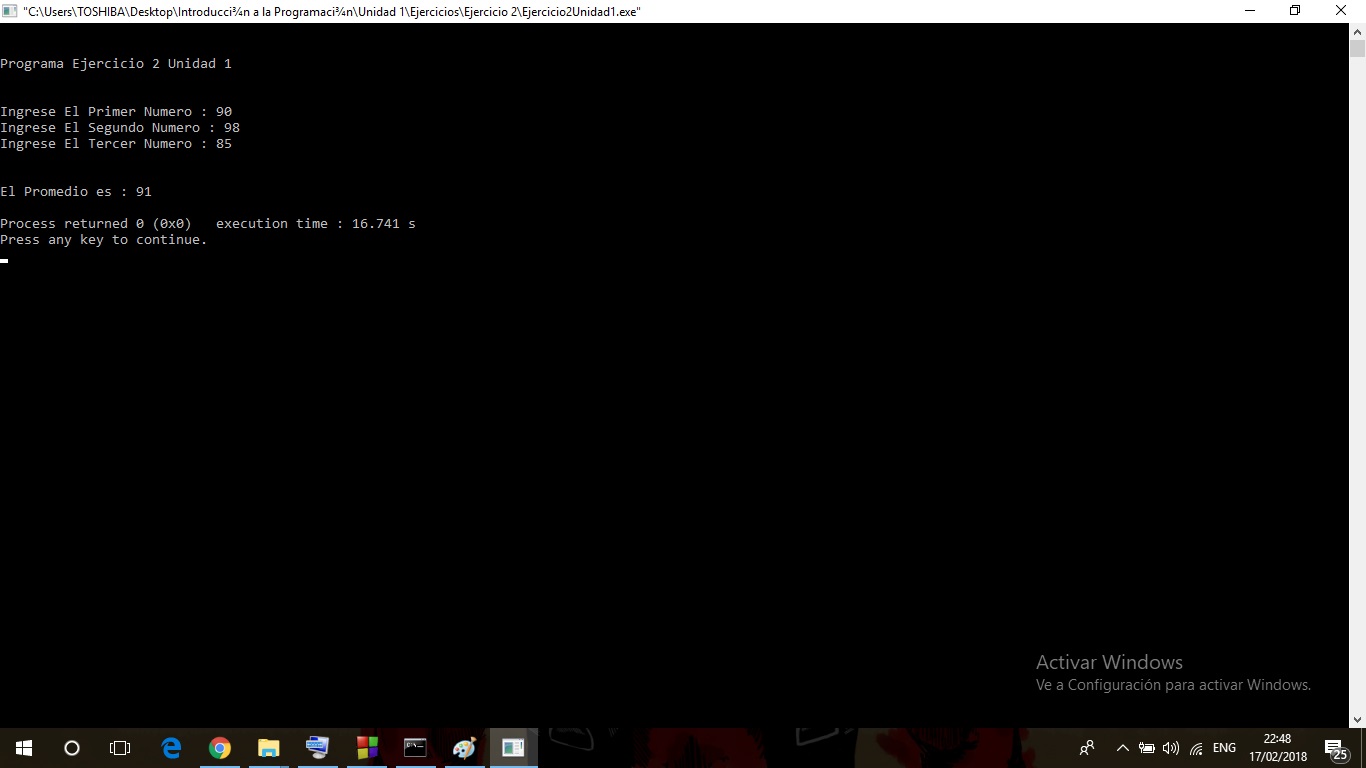 "C:\Users\TOSHIBA\Desktop\Introducci¾n a la Programaci¾n\Unidad 1\Ejercicios\Ejercicio 2\Ejercicio2Unidad1.exe"
Programa Ejercicio 2 Unidad 1
Ingrese El Primer Numero : 90
Ingrese El Segundo Numero : 98
Ingrese El Tercer Numero : 85
El Promedio es : 91
Process returned 0 (0x0)   execution time : 16.741 s
Press any key to continue.
Activar Windows
Ve a Configuración para activar Windows.
ENG
22:48
17/02/2018
25